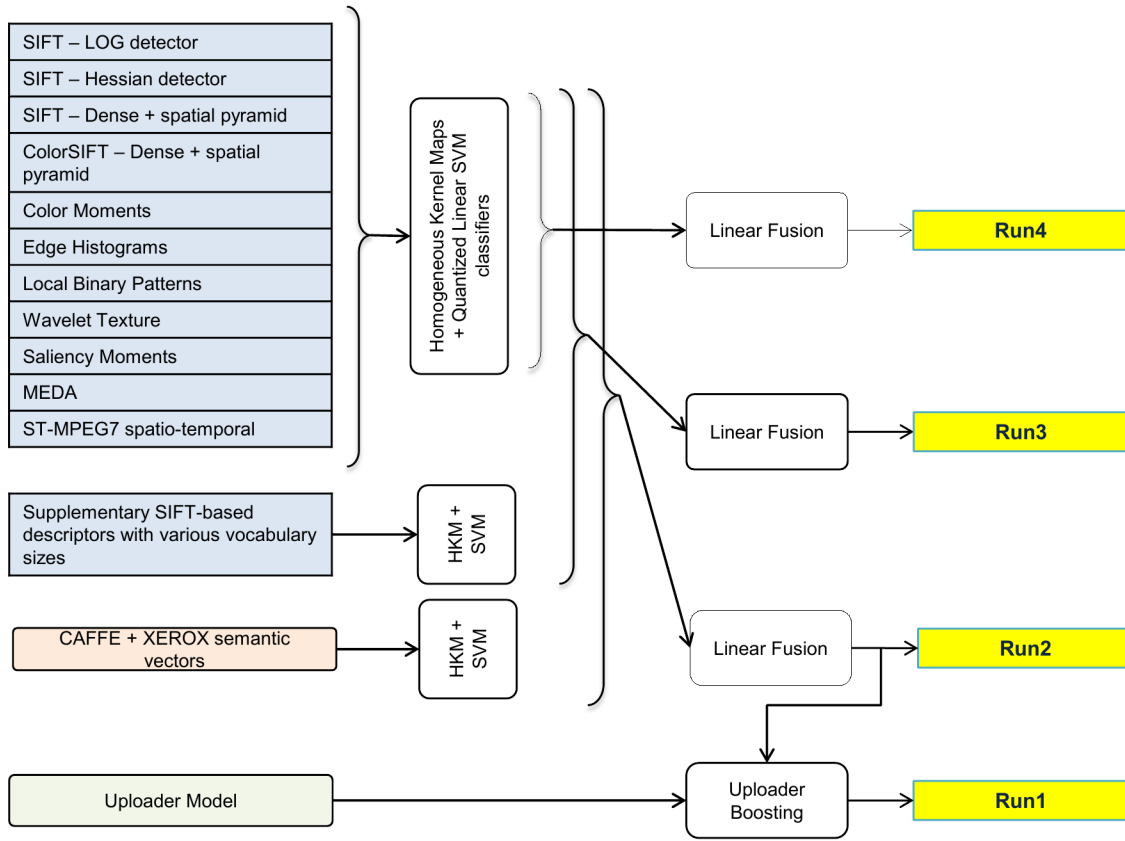 SIFT – LOG detector
SIFT – Hessian detector
SIFT – Dense + spatial pyramid
ColorSIFT – Dense + spatial
pyramid
Color Moments
Edge Histograms
Local Binary Patterns
Wavelet Texture
Saliency Moments
MEDA
ST-MPEG7 spatio-temporal
Homogeneous Kernel Maps
+ Quantized Linear SVM
classifiers
Linear Fusion
Run4
Linear Fusion
Run3
Supplementary SIFT-based
descriptors with various vocabulary
sizes
HKM +
SVM
CAFFE + XEROX semantic
vectors
HKM +
SVM
Linear Fusion
Run2
Uploader Model
Uploader
Boosting
Run1